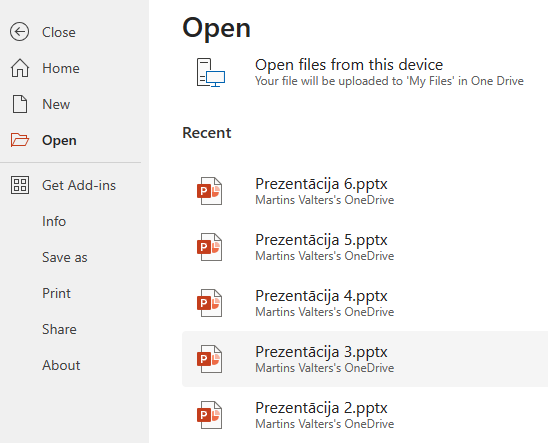 Close
Home
New
Open
Get Add-ins
Info
Save as
Print
Share
About
Open
Open files from this device
Your file will be uploaded to 'My Files' in One Drive
Recent
P
Prezentācija 6.pptx
Martins Valters's OneDrive
P
Prezentācija 5.pptx
Martins Valters's OneDrive
P
Prezentācija 4.pptx
Martins Valters's OneDrive
P
Prezentācija 3.pptx
Martins Valters's OneDrive
P
Prezentācija 2.pptx
Martins Valters's OneDrive